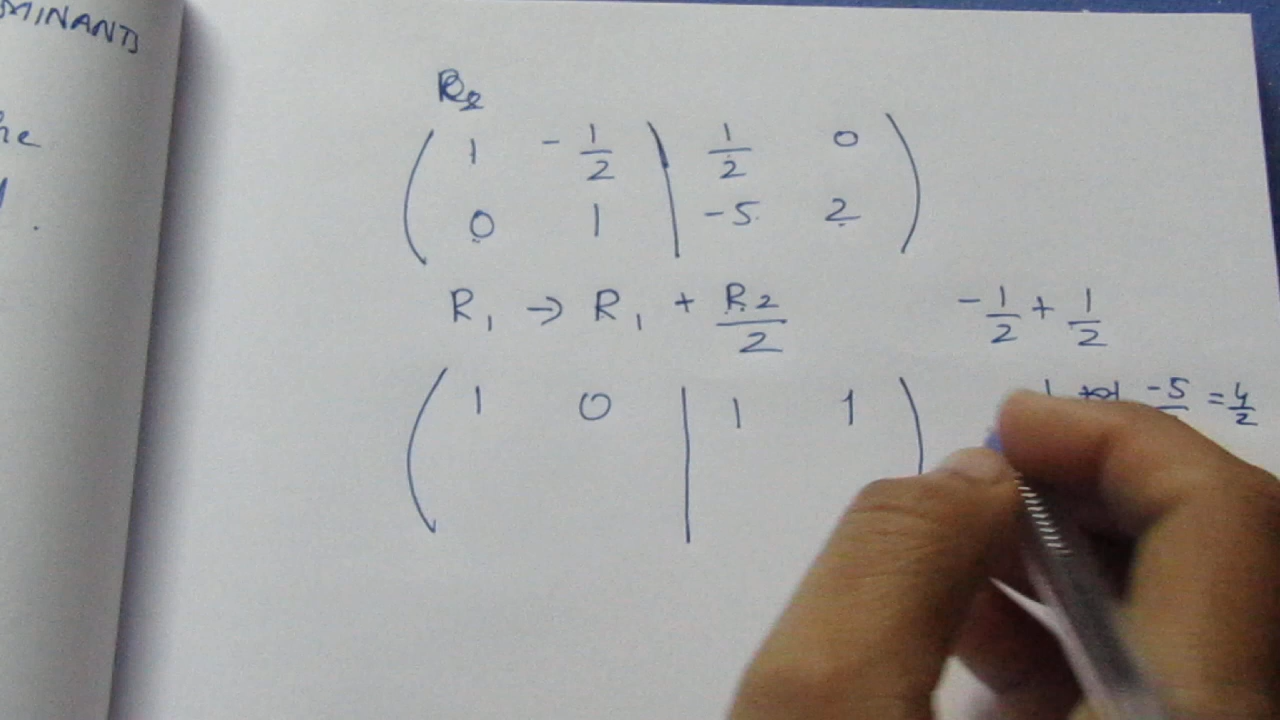 MINANTS
he
R2
1 -1/2 | 1/2 0
0 1 | -5 2
R1 → R1 + R2/2
-1/2 + 1/2
1 0 | 1 1
-5 = 4/2